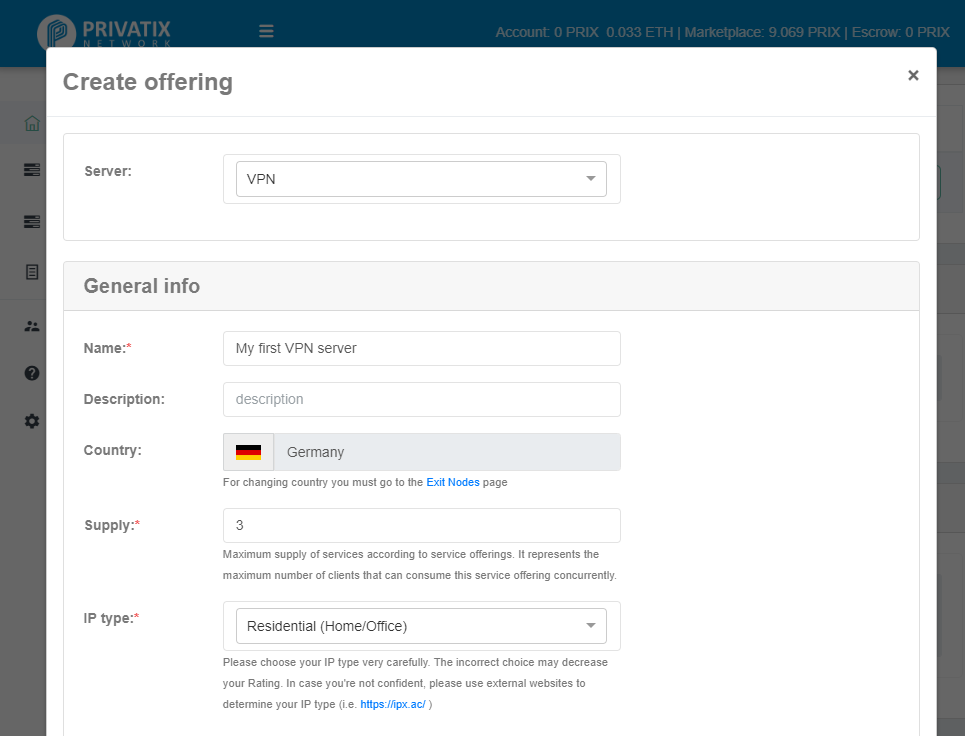 PRIVATIX
NETWORK
Account: 0 PRIX 0.033 ETH | Marketplace: 9.069 PRIX | Escrow: 0 PRIX
Create offering
×
Server:
VPN
General info
Name:*
My first VPN server
Description:
description
Country:
Germany
For changing country you must go to the Exit Nodes page
Supply:*
3
Maximum supply of services according to service offerings. It represents the
maximum number of clients that can consume this service offering concurrently.
IP type:*
Residential (Home/Office)
Please choose your IP type very carefully. The incorrect choice may decrease
your Rating. In case you're not confident, please use external websites to
determine your IP type (i.e. https://ipx.ac/ )